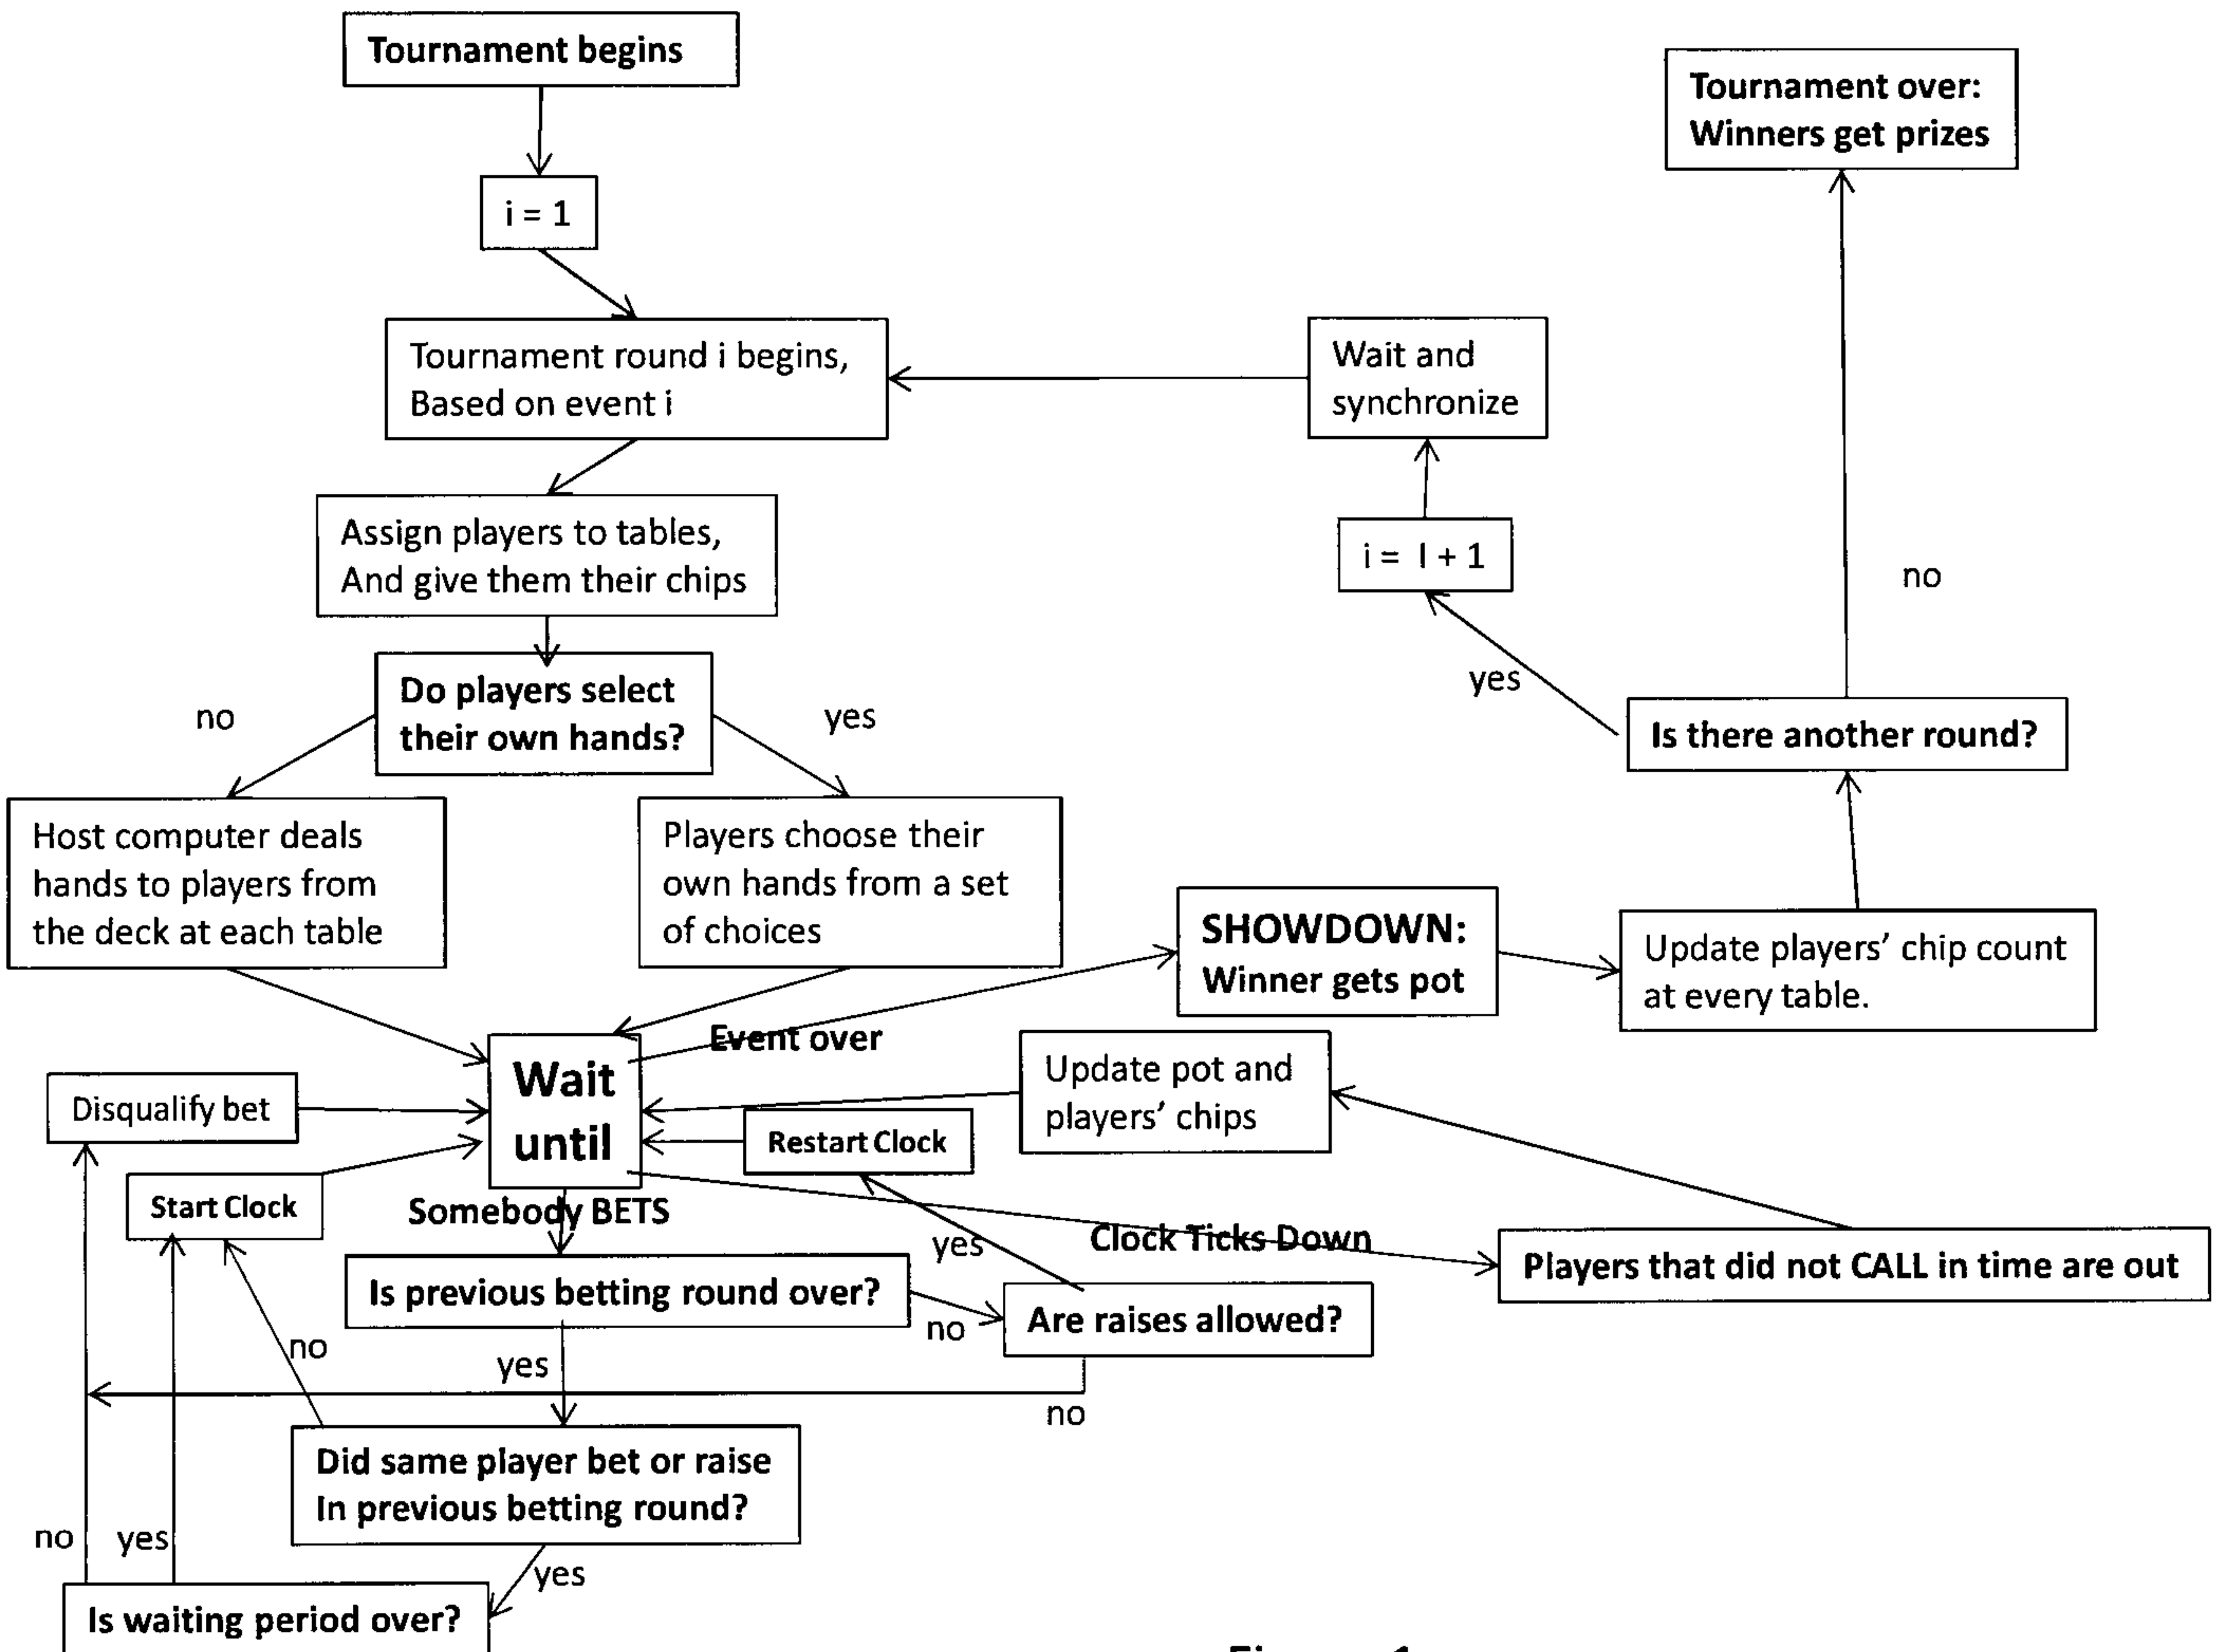 Tournament begins
Tournament over:
Winners get prizes
i = 1
Tournament round i begins,
Based on event i
Wait and
synchronize
Assign players to tables,
And give them their chips
i = I + 1
no
yes
Do players select
their own hands?
no
yes
Is there another round?
Host computer deals
hands to players from
the deck at each table
Players choose their
own hands from a set
of choices
SHOWDOWN:
Winner gets pot
Update players' chip count
at every table.
Event over
Wait
until
Update pot and
players' chips
Disqualify bet
Restart Clock
Start Clock
Somebody BETS
yes
Clock Ticks Down
Players that did not CALL in time are out
Is previous betting round over?
no
Are raises allowed?
no
yes
no
Did same player bet or raise
In previous betting round?
no
yes
yes
Is waiting period over?